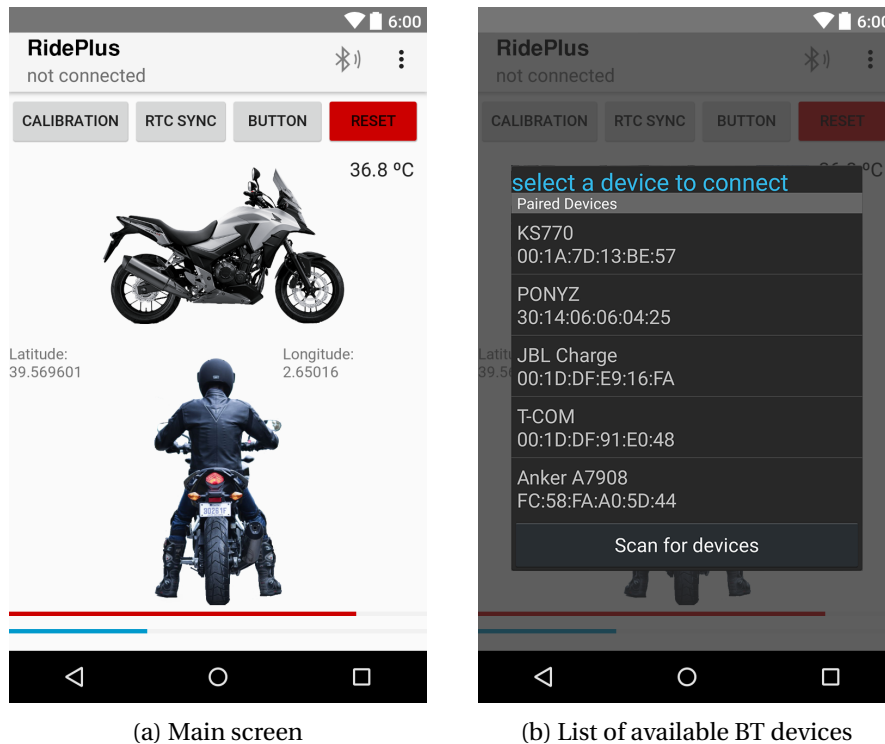 6:00
RidePlus
not connected
CALIBRATION RTC SYNC BUTTON RESET
36.8 ºC
Latitude:
39.569601
Longitude:
2.65016
(a) Main screen
6:00
RidePlus
not connected
CALIBRATION RTC SYNC BUTTON RESET
select a device to connect
Paired Devices
KS770
00:1A:7D:13:BE:57
PONYZ
30:14:06:06:04:25
JBL Charge
00:1D:DF:E9:16:FA
T-COM
00:1D:DF:91:E0:48
Anker A7908
FC:58:FA:A0:5D:44
Scan for devices
(b) List of available BT devices